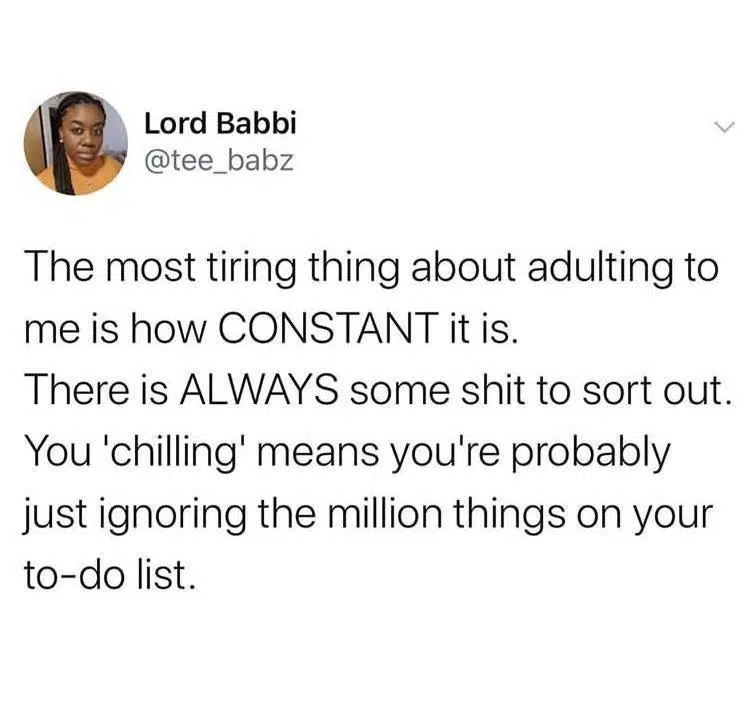 Lord Babbi
@tee_babz
The most tiring thing about adulting to
me is how CONSTANT it is.
There is ALWAYS some shit to sort out.
You 'chilling' means you're probably
just ignoring the million things on your
to-do list.